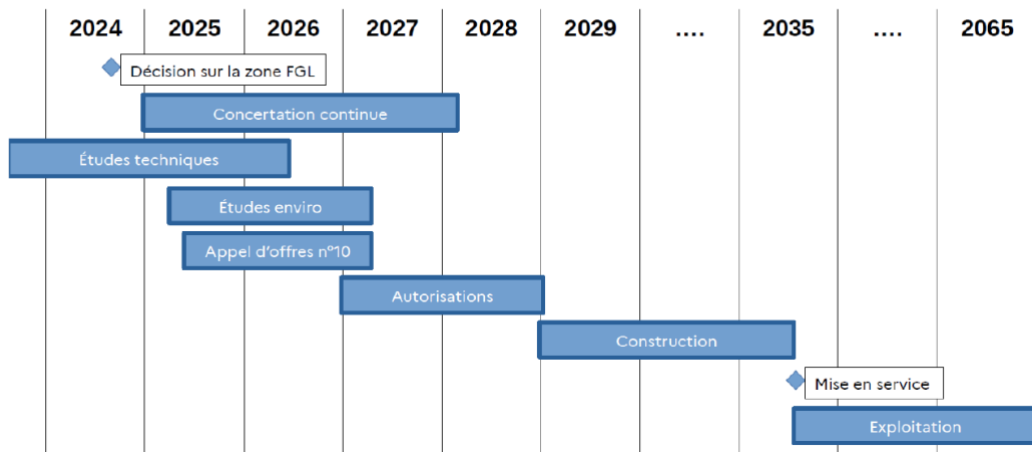 2024 2025 2026 2027 2028 2029 .... 2035 .... 2065
Décision sur la zone FGL
Concertation continue
Études techniques
Études enviro
Appel d'offres n°10
Autorisations
Construction
Mise en service
Exploitation